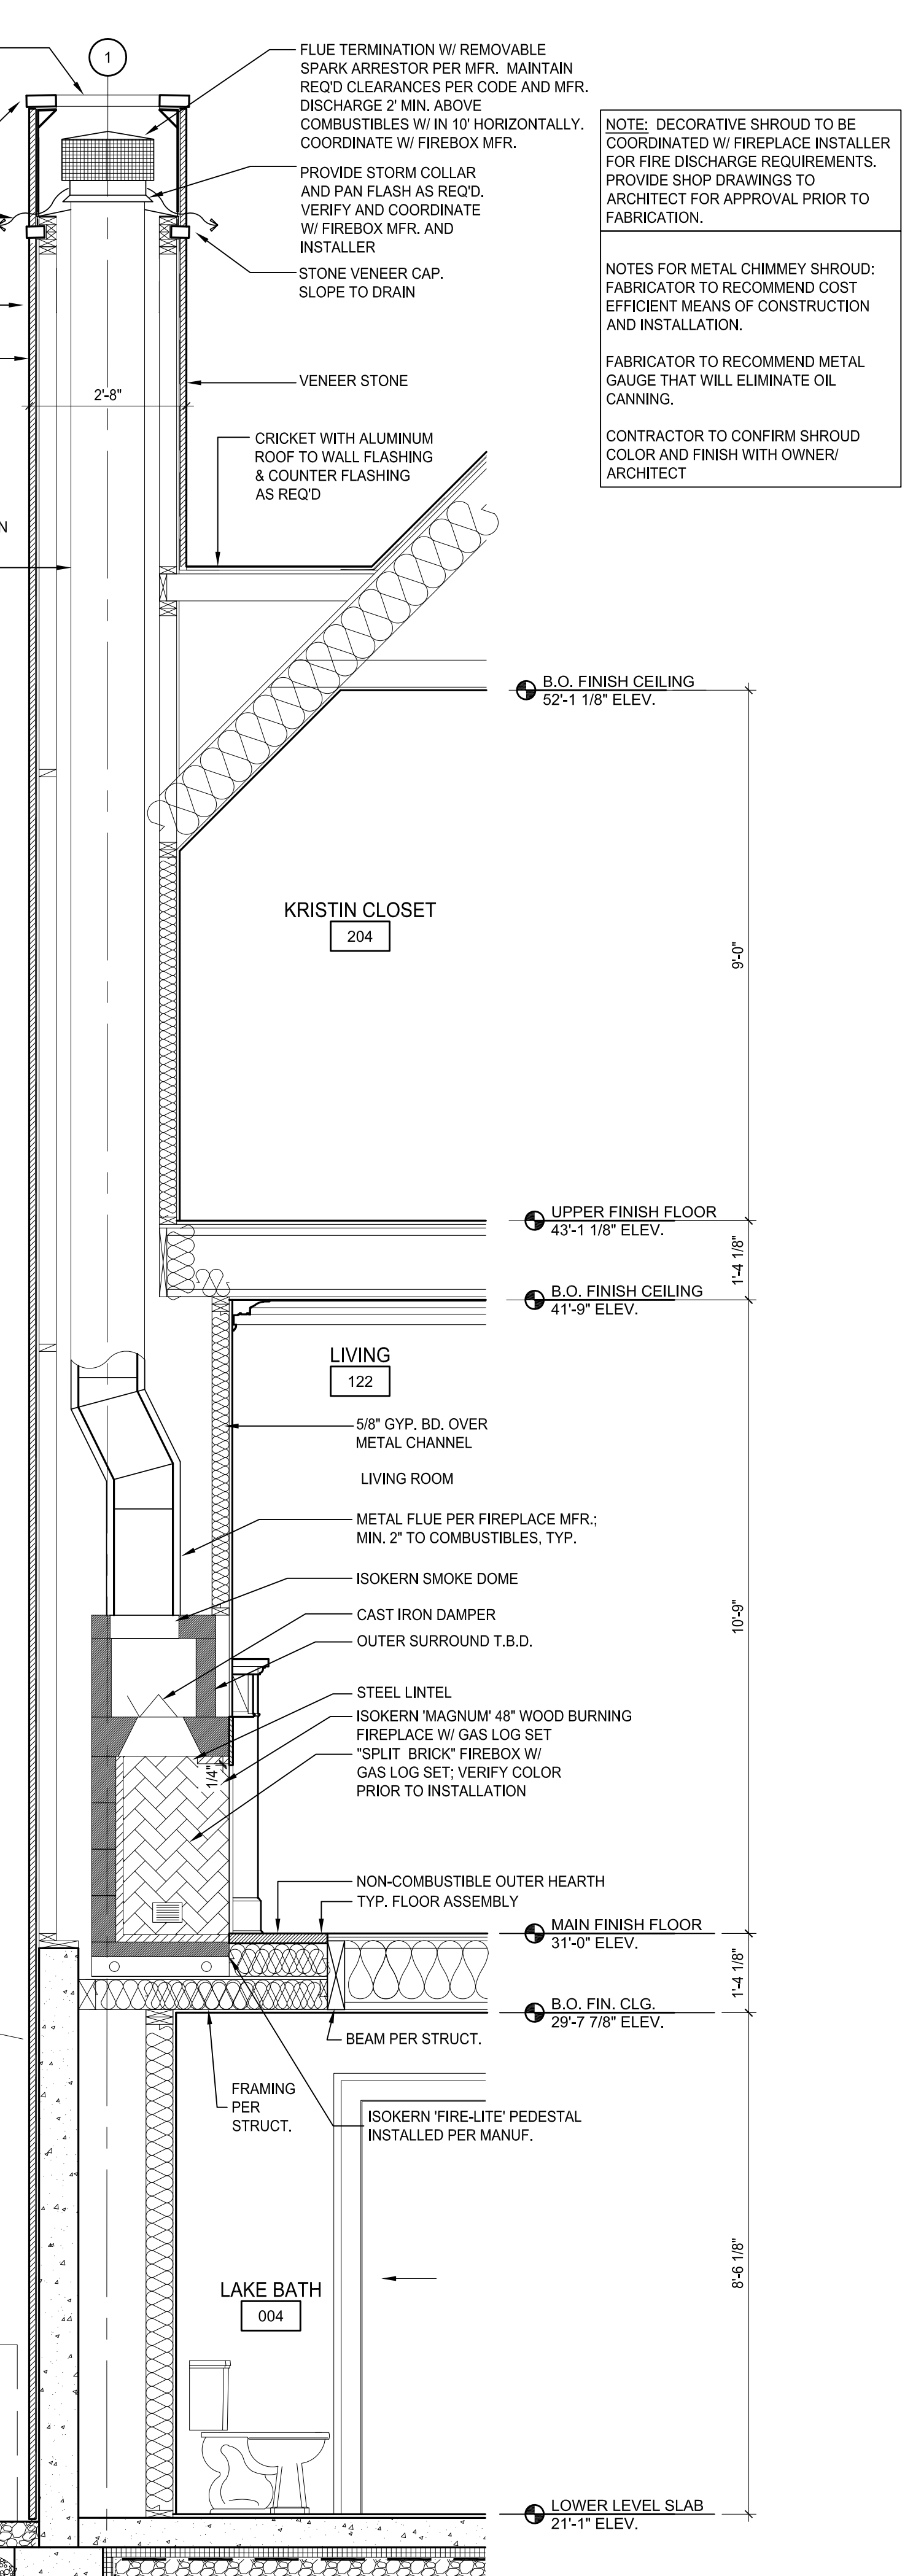 1
FLUE TERMINATION W/ REMOVABLE
SPARK ARRESTOR PER MFR. MAINTAIN
REQ'D CLEARANCES PER CODE AND MFR.
DISCHARGE 2' MIN. ABOVE
COMBUSTIBLES W/ IN 10' HORIZONTALLY.
COORDINATE W/ FIREBOX MFR.
PROVIDE STORM COLLAR
AND PAN FLASH AS REQ'D.
VERIFY AND COORDINATE
W/ FIREBOX MFR. AND
INSTALLER
STONE VENEER CAP.
SLOPE TO DRAIN
NOTE: DECORATIVE SHROUD TO BE
COORDINATED W/ FIREPLACE INSTALLER
FOR FIRE DISCHARGE REQUIREMENTS.
PROVIDE SHOP DRAWINGS TO
ARCHITECT FOR APPROVAL PRIOR TO
FABRICATION.
NOTES FOR METAL CHIMMEY SHROUD:
FABRICATOR TO RECOMMEND COST
EFFICIENT MEANS OF CONSTRUCTION
AND INSTALLATION.
FABRICATOR TO RECOMMEND METAL
GAUGE THAT WILL ELIMINATE OIL
CANNING.
CONTRACTOR TO CONFIRM SHROUD
COLOR AND FINISH WITH OWNER/
ARCHITECT
VENEER STONE
2'-8"
CRICKET WITH ALUMINUM
ROOF TO WALL FLASHING
& COUNTER FLASHING
AS REQ'D
N
B.O. FINISH CEILING
52'-1 1/8" ELEV.
KRISTIN CLOSET
204
9'-0"
UPPER FINISH FLOOR
43'-1 1/8" ELEV.
1'-4 1/8"
B.O. FINISH CEILING
41'-9" ELEV.
LIVING
122
5/8" GYP. BD. OVER
METAL CHANNEL
LIVING ROOM
METAL FLUE PER FIREPLACE MFR.;
MIN. 2" TO COMBUSTIBLES, TYP.
ISOKERN SMOKE DOME
CAST IRON DAMPER
OUTER SURROUND T.B.D.
10'-9"
STEEL LINTEL
ISOKERN 'MAGNUM' 48" WOOD BURNING
FIREPLACE W/ GAS LOG SET
"SPLIT BRICK" FIREBOX W/
GAS LOG SET; VERIFY COLOR
PRIOR TO INSTALLATION
1/4"
NON-COMBUSTIBLE OUTER HEARTH
TYP. FLOOR ASSEMBLY
MAIN FINISH FLOOR
31'-0" ELEV.
1'-4 1/8"
B.O. FIN. CLG.
29'-7 7/8" ELEV.
BEAM PER STRUCT.
FRAMING
PER
STRUCT.
ISOKERN 'FIRE-LITE' PEDESTAL
INSTALLED PER MANUF.
LAKE BATH
004
8'-6 1/8"
LOWER LEVEL SLAB
21'-1" ELEV.